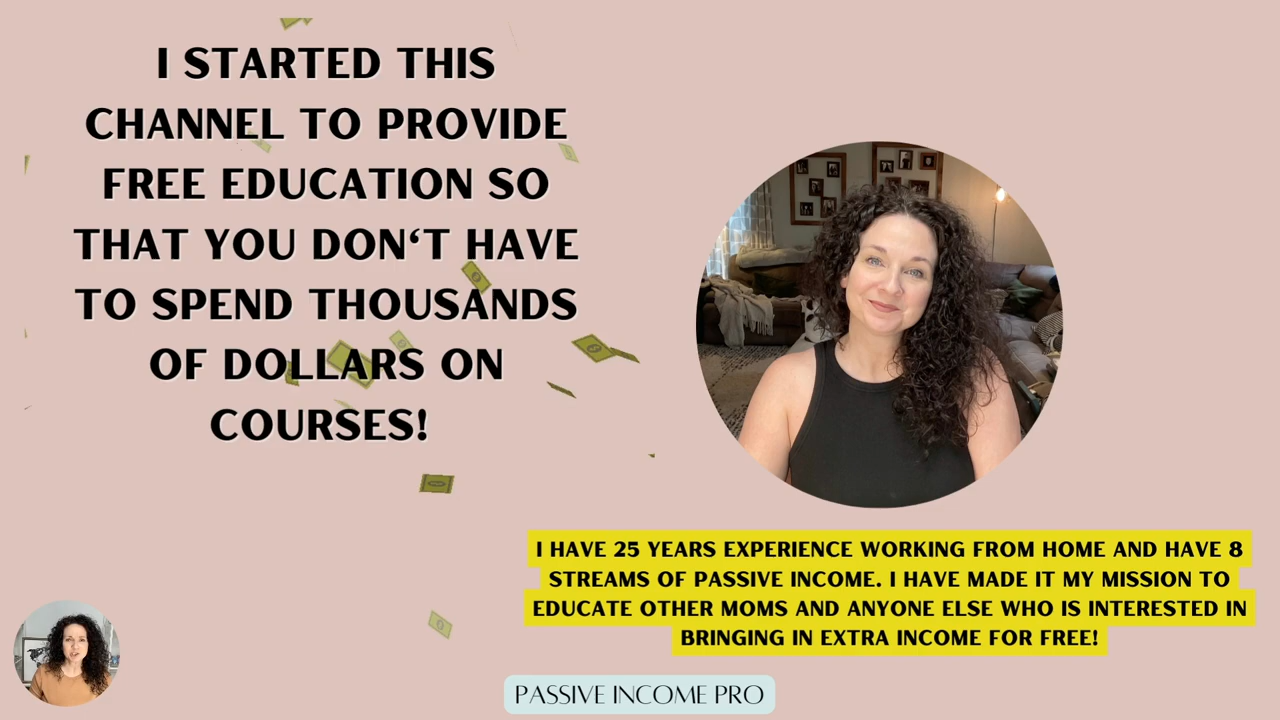 I STARTED THIS
CHANNEL TO PROVIDE
FREE EDUCATION SO
THAT YOU DON‘T HAVE
TO SPEND THOUSANDS
OF DOLLARS ON
COURSES!
I HAVE 25 YEARS EXPERIENCE WORKING FROM HOME AND HAVE 8
STREAMS OF PASSIVE INCOME. I HAVE MADE IT MY MISSION TO
EDUCATE OTHER MOMS AND ANYONE ELSE WHO IS INTERESTED IN
BRINGING IN EXTRA INCOME FOR FREE!
PASSIVE INCOME PRO